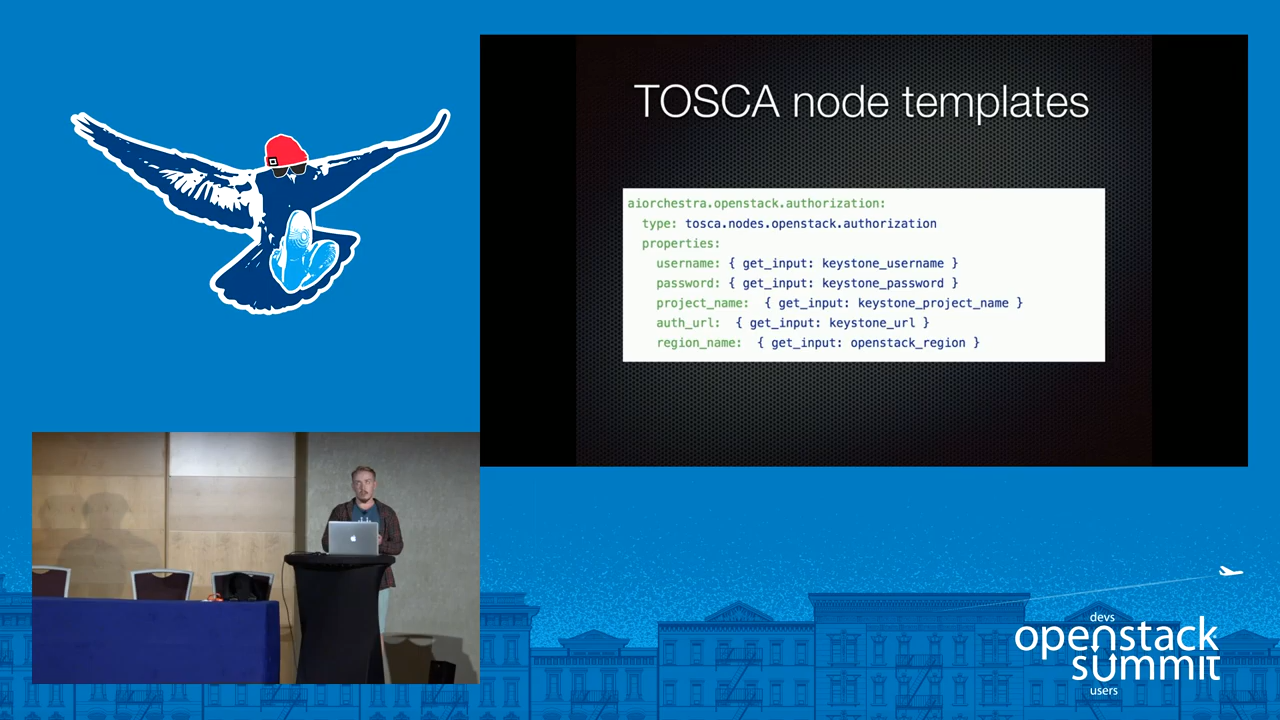 TOSCA node templates
aiorchestra.openstack.authorization:
type: tosca.nodes.openstack.authorization
properties:
username: { get_input: keystone_username }
password: { get_input: keystone_password }
project_name: { get_input: keystone_project_name }
auth_url: { get_input: keystone_url }
region_name: { get_input: openstack_region }
devs
openstack
summit
users